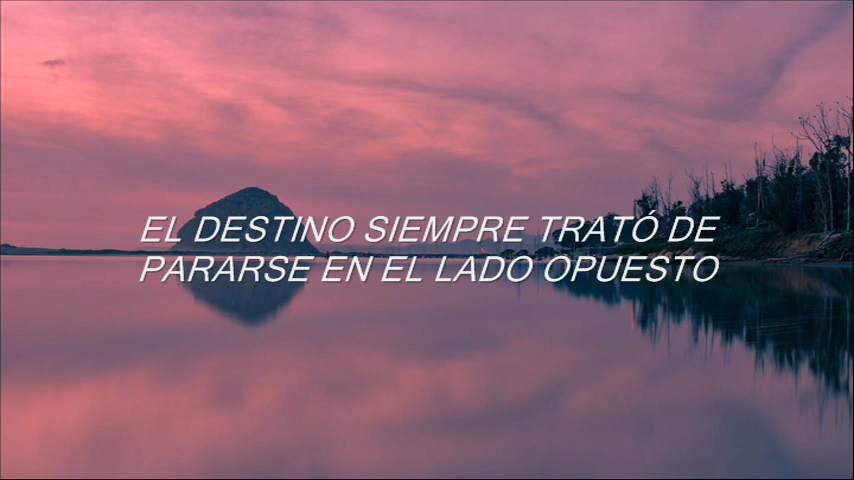 EL DESTINO SIEMPRE TRATÓ DE
PARARSE EN EL LADO OPUESTO